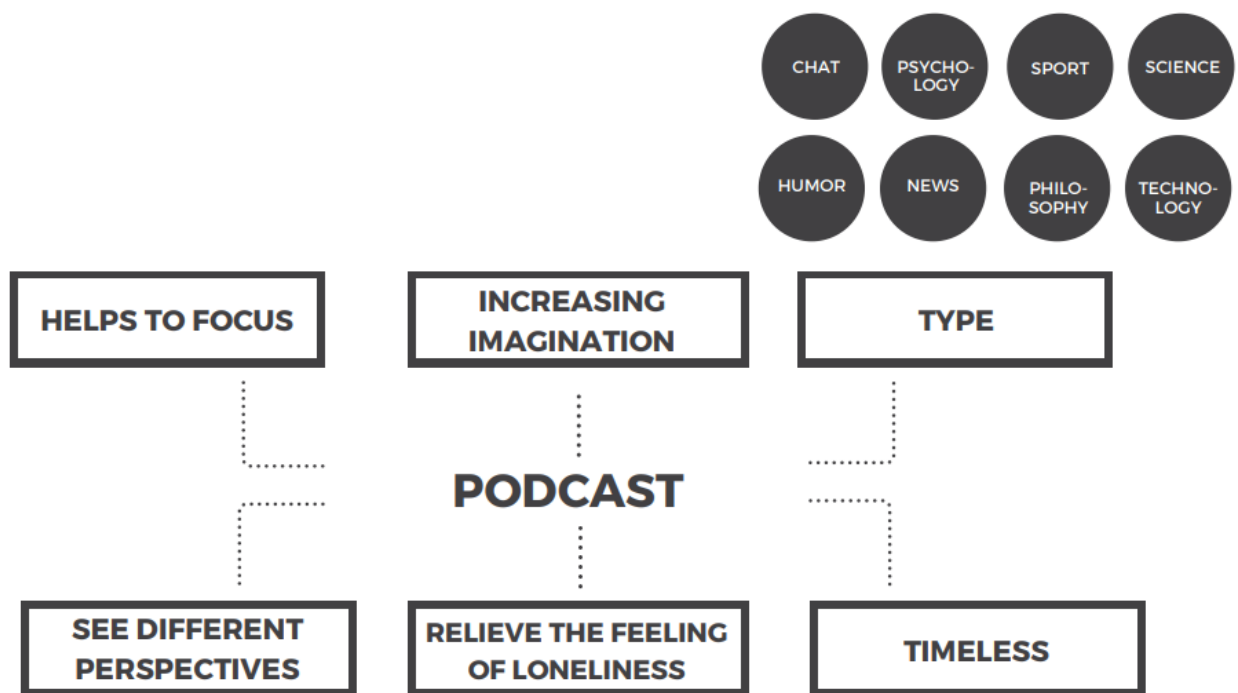 CHAT
PSYCHO-
LOGY
SPORT
SCIENCE
HUMOR
NEWS
PHILO-
SOPHY
TECHNO-
LOGY
HELPS TO FOCUS
INCREASING
IMAGINATION
TYPE
PODCAST
SEE DIFFERENT
PERSPECTIVES
RELIEVE THE FEELING
OF LONELINESS
TIMELESS